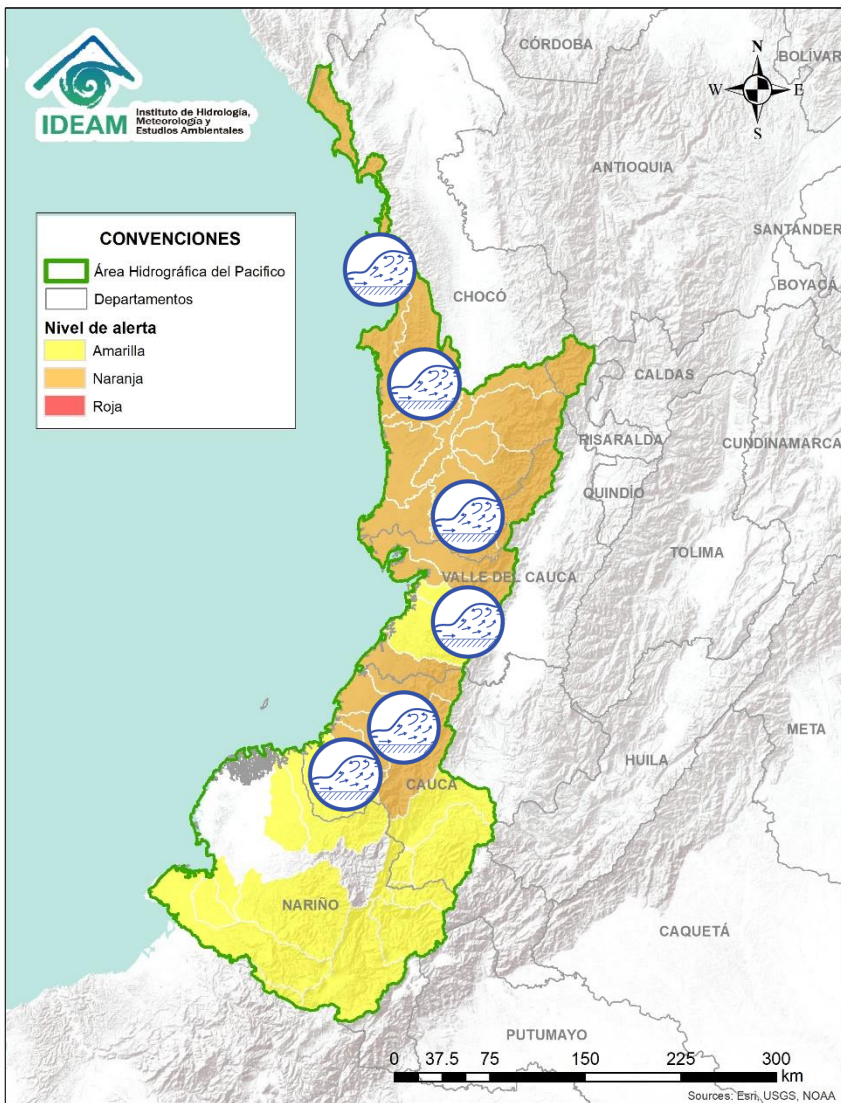 IDEAM
Instituto de Hidrología,
Meteorología y
Estudios Ambientales
CÓRDOBA
BOLÍVAR
N
W
E
S
ANTIOQUIA
SANTANDER
BOYACÁ
CONVENCIONES
Área Hidrográfica del Pacifico
Departamentos
Nivel de alerta
Amarilla
Naranja
Roja
CHOCÓ
CALDAS
RISARALDA
CUNDINAMARCA
QUINDÍO
TOLIMA
VALLE DEL CAUCA
META
HUILA
CAUCA
NARIÑO
CAQUETÁ
PUTUMAYO
0 37.5 75 150 225 300
km
Sources: Esri, USGS, NOAA